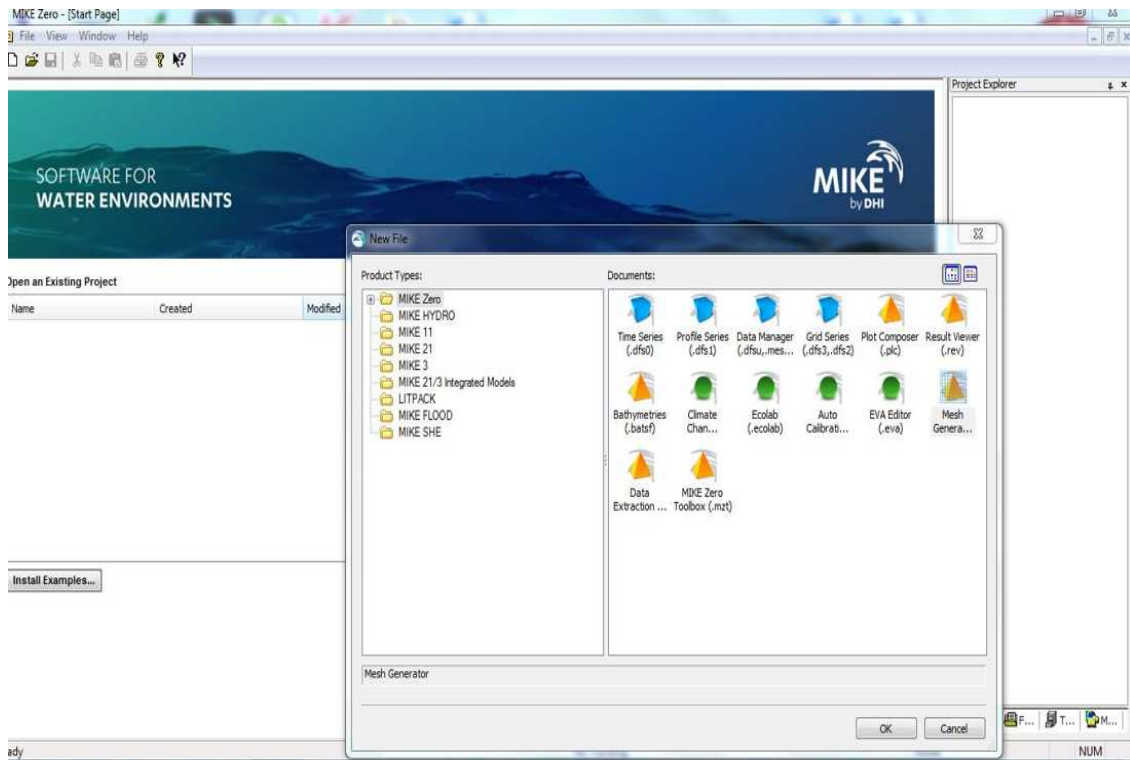 MIKE Zero - [Start Page]
File View Window Help
Project Explorer
SOFTWARE FOR
WATER ENVIRONMENTS
MIKE
by DHI
Open an Existing Project
Name Created Modified
Install Examples...
New File
Product Types:
MIKE Zero
MIKE HYDRO
MIKE 11
MIKE 21
MIKE 3
MIKE 21/3 Integrated Models
LITPACK
MIKE FLOOD
MIKE SHE
Documents:
Time Series Profile Series Data Manager Grid Series Plot Composer Result Viewer
(.dfs0) (.dfs1) (.dfsu,.mes... (.dfs3,.dfs2) (.plc) (.rev)
Bathymetries Climate Ecolab Auto EVA Editor Mesh
(.batsf) Chan... (.ecolab) Calibrati... (.eva) Genera...
Data MIKE Zero
Extraction ... Toolbox (.mzt)
Mesh Generator
OK Cancel
F... T... M...
ady NUM